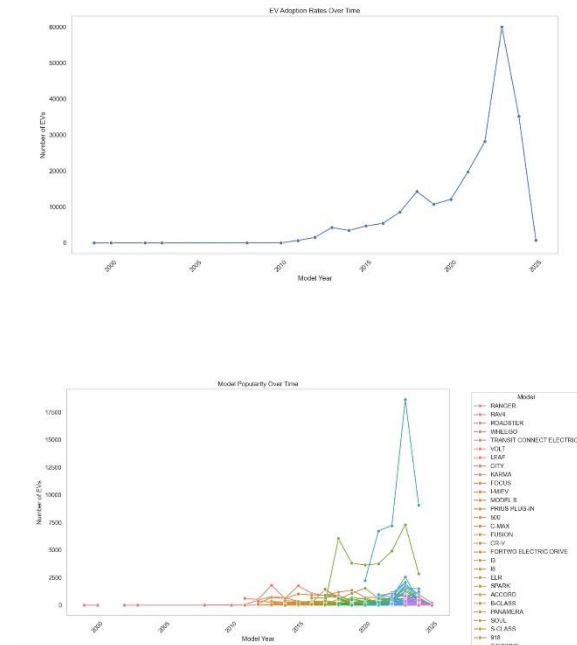 EV Adoption Rates Over Time
60000
50000
40000
30000
20000
10000
0
Number of EVs
2000
2005
2010
2015
2020
2025
Model Year
Model Popularity Over Time
17500
15000
12500
10000
7500
5000
2500
0
Number of EVs
2000
2005
2010
2015
2020
2025
Model Year
Model
RANGER
RAV4
ROADSTER
WHEEGO
TRANSIT CONNECT ELECTRIC
VOLT
LEAF
CITY
KARMA
FOCUS
I-MIEV
MODEL S
PRIUS PLUG-IN
500
C-MAX
FUSION
CR-V
FORTWO ELECTRIC DRIVE
I3
I8
ELR
SPARK
ACCORD
B-CLASS
PANAMERA
SOUL
S-CLASS
918